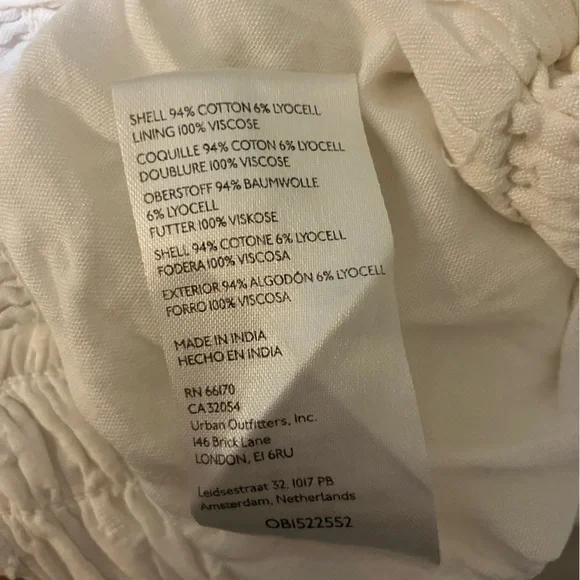 SHELL 94% COTTON 6% LYOCELL
LINING 100% VISCOSE
COQUILLE 94% COTON 6% LYOCELL
DOUBLURE 100% VISCOSE
OBERSTOFF 94% BAUMWOLLE
6% LYOCELL
FUTTER 100% VISKOSE
SHELL 94% COTONE 6% LYOCELL
FODERA 100% VISCOSA
EXTERIOR 94% ALGODÓN 6% LYOCELL
FORRO 100% VISCOSA
MADE IN INDIA
HECHO EN INDIA
RN 66170
CA 32054
Urban Outfitters, Inc.
146 Brick Lane
LONDON, E1 6RU
Leidsestraat 32, 1017 PB
Amsterdam, Netherlands
OB1522552